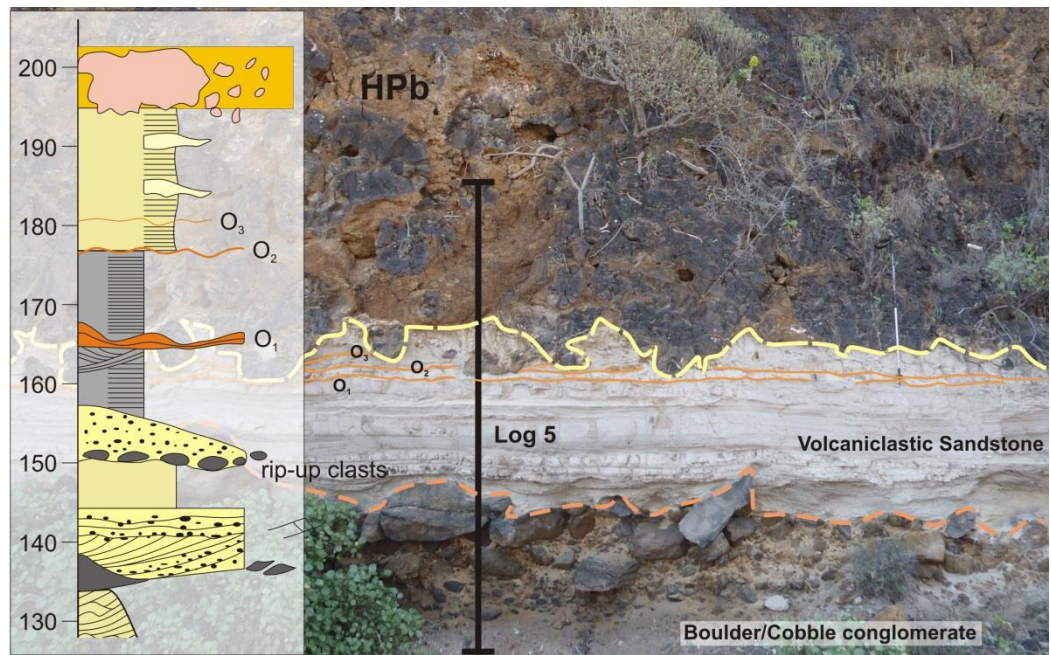 200
190
180
170
160
150
140
130
O₃
O₂
O₁
rip-up clasts
HPb
O₃
O₂
O₁
Log 5
Volcaniclastic Sandstone
Boulder/Cobble conglomerate